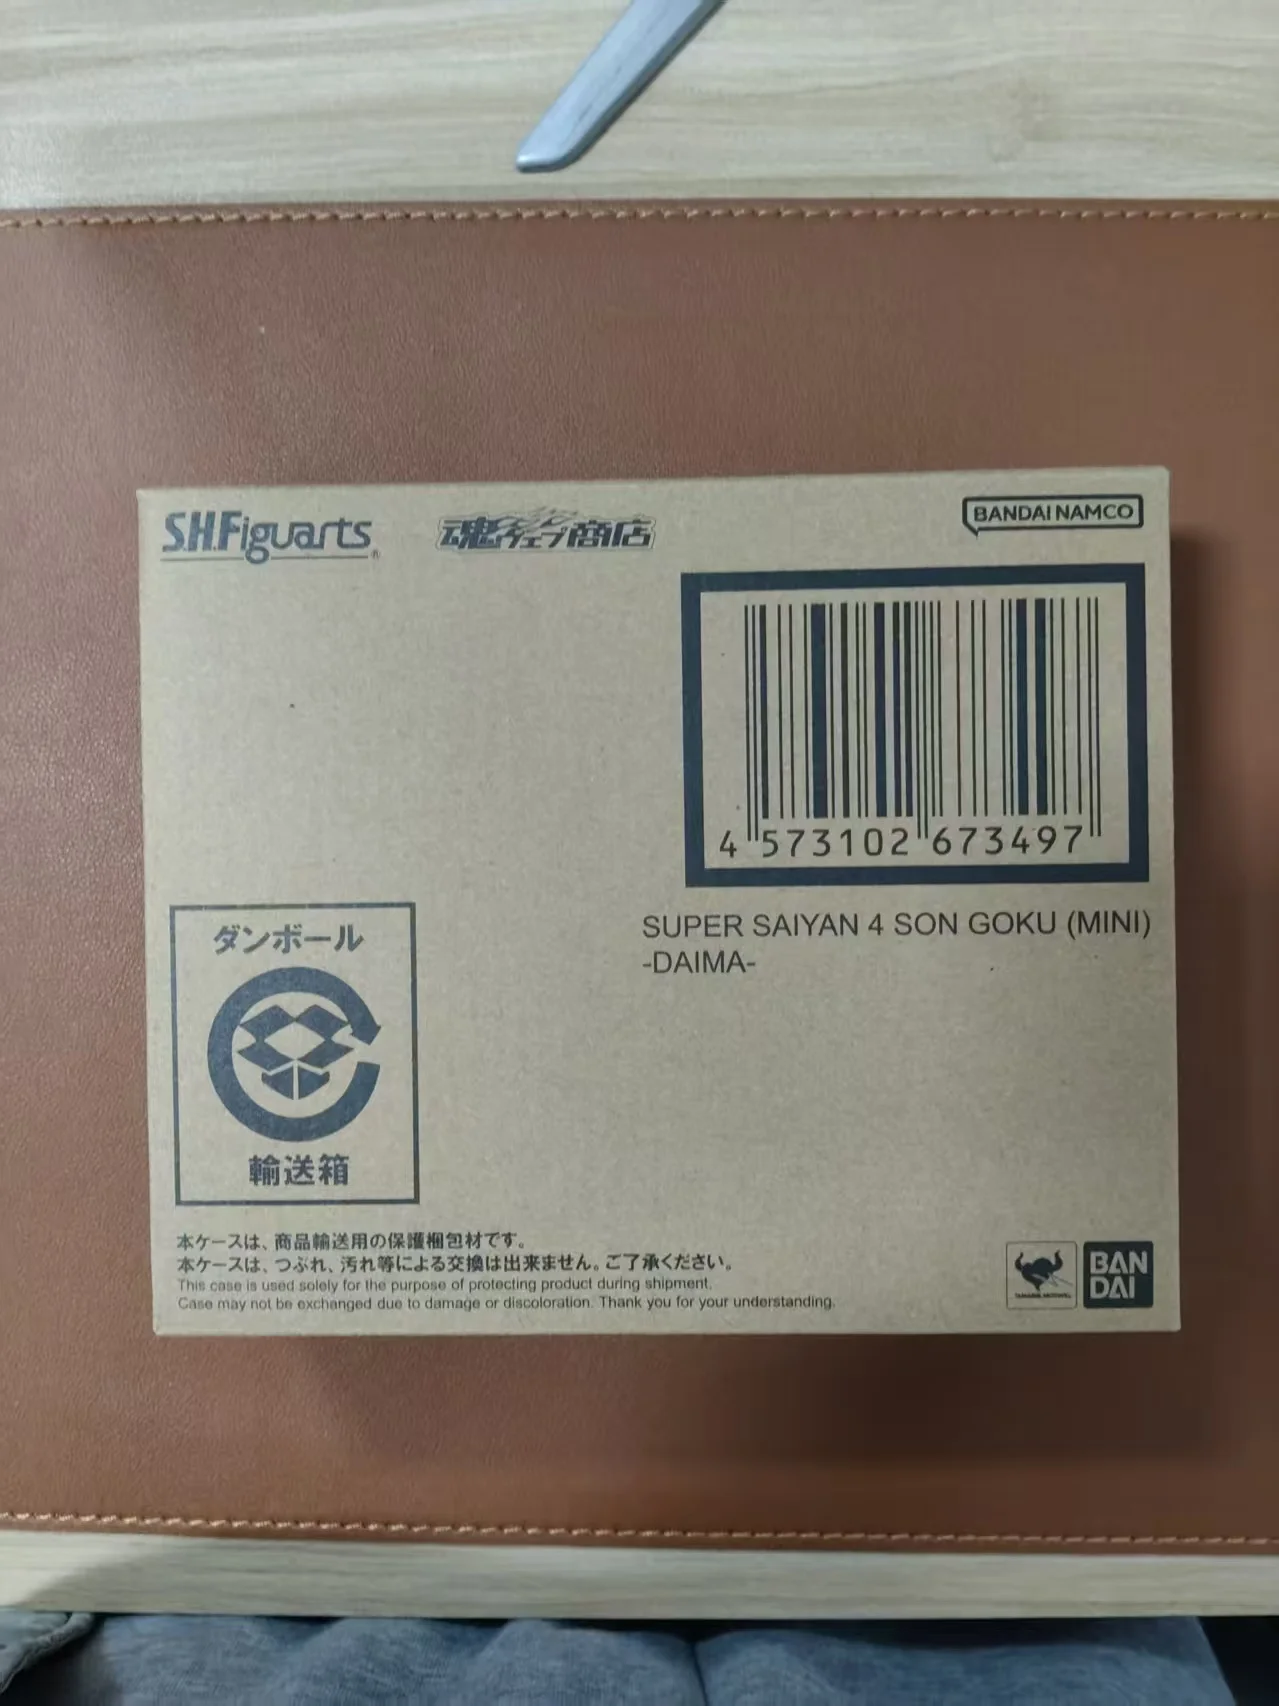 S.H.Figuarts®
魂ウェブ商店
BANDAI NAMCO
4 573102 673497
SUPER SAIYAN 4 SON GOKU (MINI)
-DAIMA-
ダンボール
輸送箱
本ケースは、商品輸送用の保護梱包材です。
本ケースは、つぶれ、汚れ等による交換は出来ません。ご了承ください。
This case is used solely for the purpose of protecting product during shipment.
Case may not be exchanged due to damage or discoloration. Thank you for your understanding.
BAN
DAI